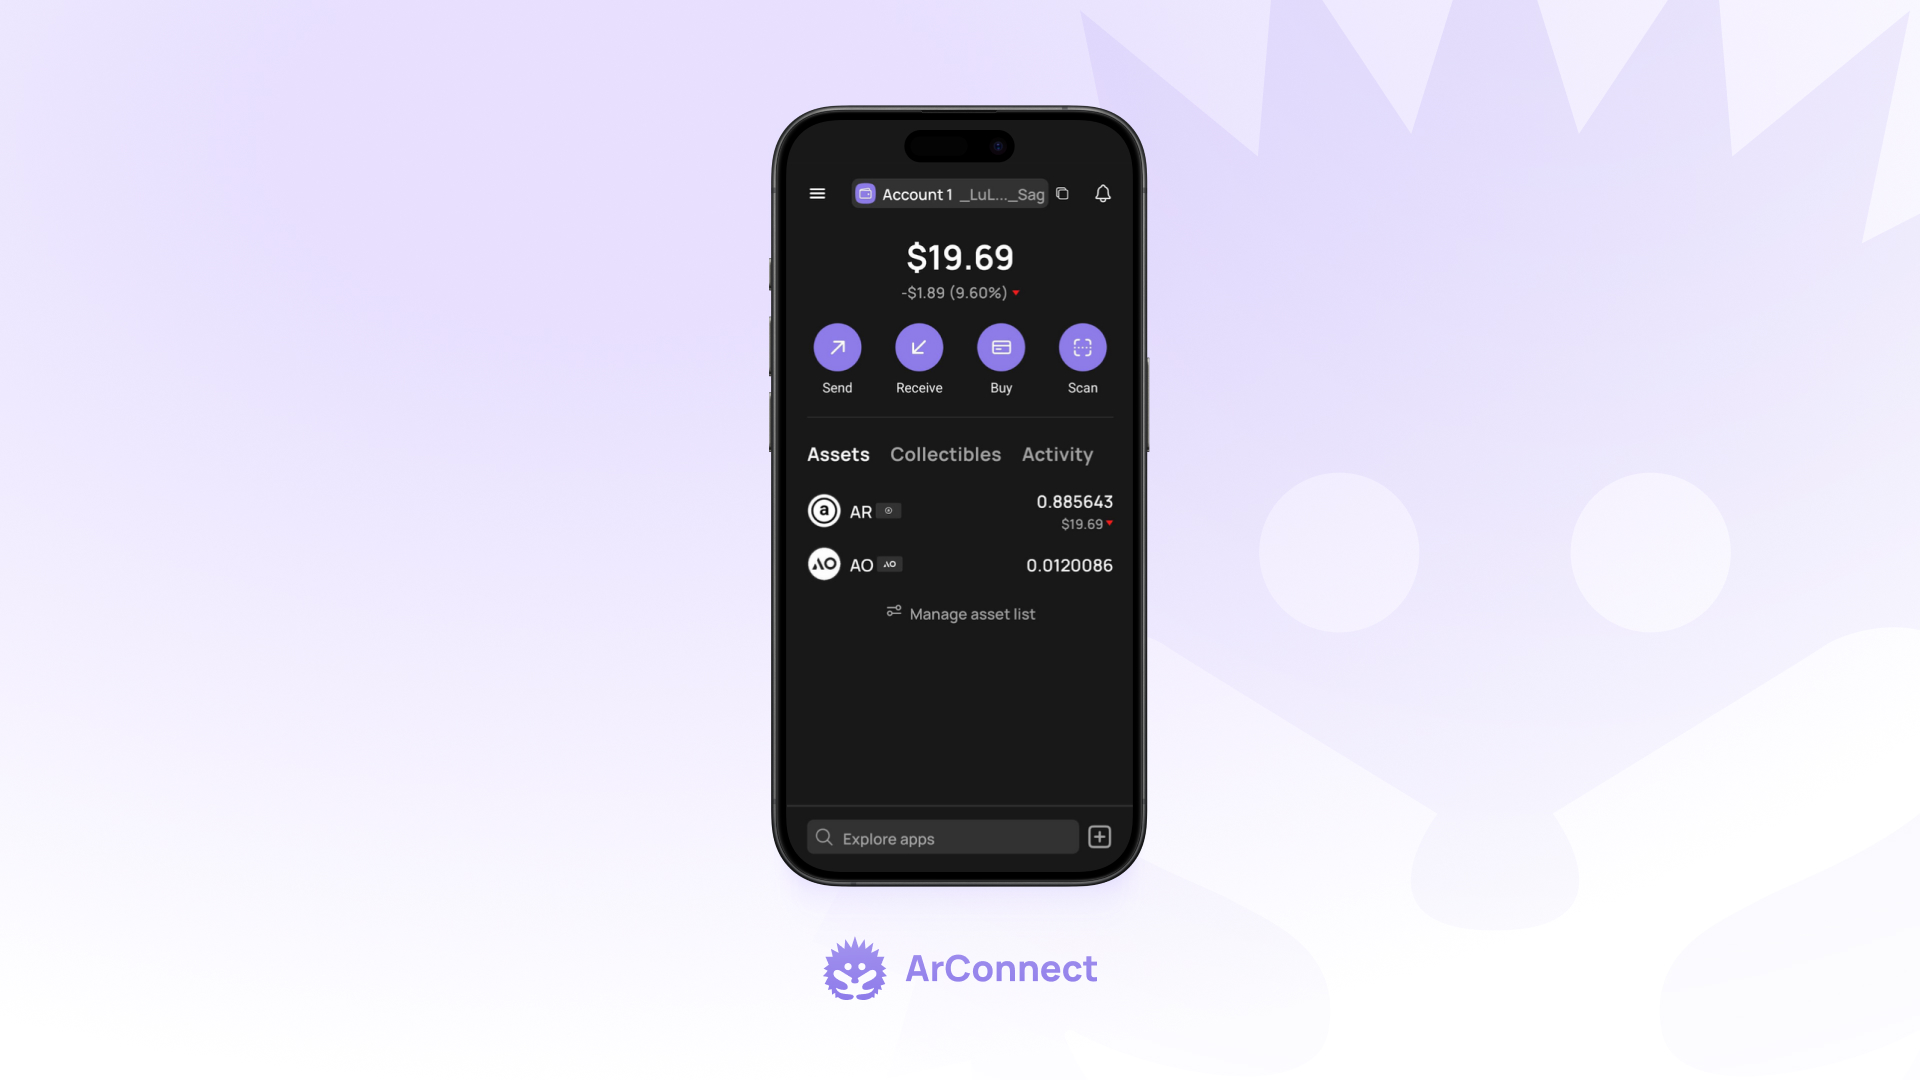 Account 1 _LuL..._Sag
$19.69
-$1.89 (9.60%)
Send Receive Buy Scan
Assets Collectibles Activity
AR 0.885643
$19.69
AO AO 0.0120086
Manage asset list
Explore apps
ArConnect